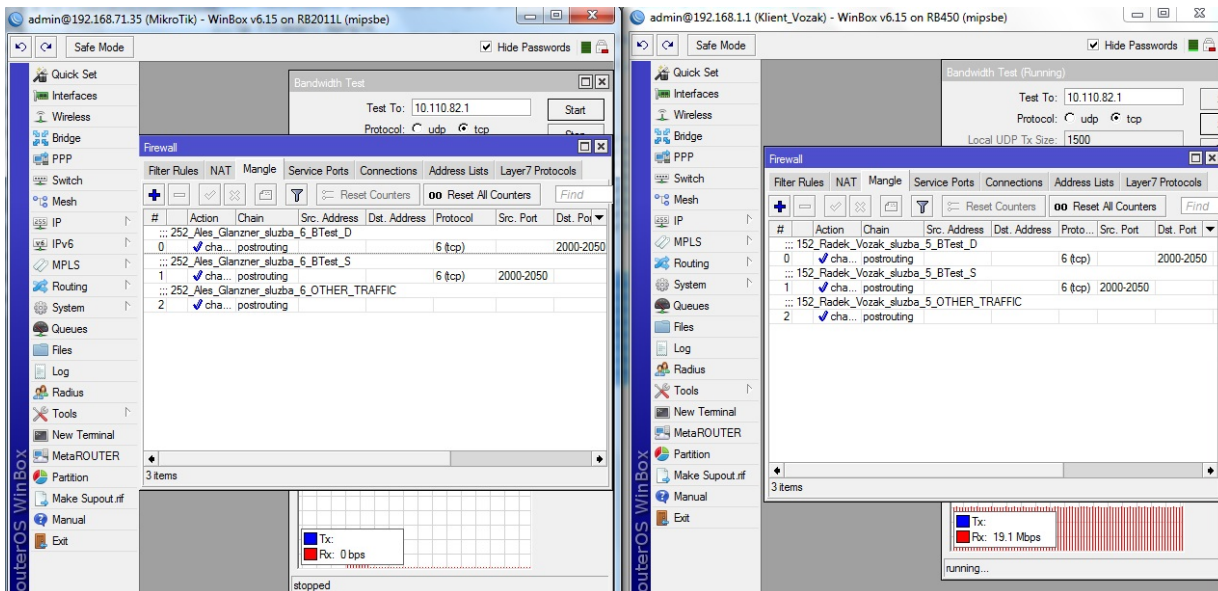 admin@192.168.71.35 (MikroTik) - WinBox v6.15 on RB2011L (mipsbe)
Safe Mode
Hide Passwords
Quick Set
Interfaces
Wireless
Bridge
PPP
Switch
Mesh
IP
IPv6
MPLS
Routing
System
Queues
Files
Log
Radius
Tools
New Terminal
MetaROUTER
Partition
Make Supout.rif
Manual
Exit
outerOS WinBox
Bandwidth Test
Test To: 10.110.82.1
Start
Protocol: udp tcp
Firewall
Filter Rules NAT Mangle Service Ports Connections Address Lists Layer7 Protocols
Reset Counters 00 Reset All Counters Find
# Action Chain Src. Address Dst. Address Protocol Src. Port Dst. Por
;;; 252_Ales_Glanzner_sluzba_6_BTest_D
0 cha... postrouting 6 (tcp) 2000-2050
;;; 252_Ales_Glanzner_sluzba_6_BTest_S
1 cha... postrouting 6 (tcp) 2000-2050
;;; 252_Ales_Glanzner_sluzba_6_OTHER_TRAFFIC
2 cha... postrouting
3 items
Tx:
Rx: 0 bps
stopped
admin@192.168.1.1 (Klient_Vozak) - WinBox v6.15 on RB450 (mipsbe)
Safe Mode
Hide Passwords
Quick Set
Interfaces
Wireless
Bridge
PPP
Switch
Mesh
IP
MPLS
Routing
System
Queues
Files
Log
Radius
Tools
New Terminal
MetaROUTER
Partition
Make Supout.rif
Manual
Exit
outerOS WinBox
Bandwidth Test (Running)
Test To: 10.110.82.1
Protocol: udp tcp
Local UDP Tx Size: 1500
Firewall
Filter Rules NAT Mangle Service Ports Connections Address Lists Layer7 Protocols
Reset Counters 00 Reset All Counters Find
# Action Chain Src. Address Dst. Address Proto... Src. Port Dst. Port
;;; 152_Radek_Vozak_sluzba_5_BTest_D
0 cha... postrouting 6 (tcp) 2000-2050
;;; 152_Radek_Vozak_sluzba_5_BTest_S
1 cha... postrouting 6 (tcp) 2000-2050
;;; 152_Radek_Vozak_sluzba_5_OTHER_TRAFFIC
2 cha... postrouting
3 items
Tx:
Rx: 19.1 Mbps
running...